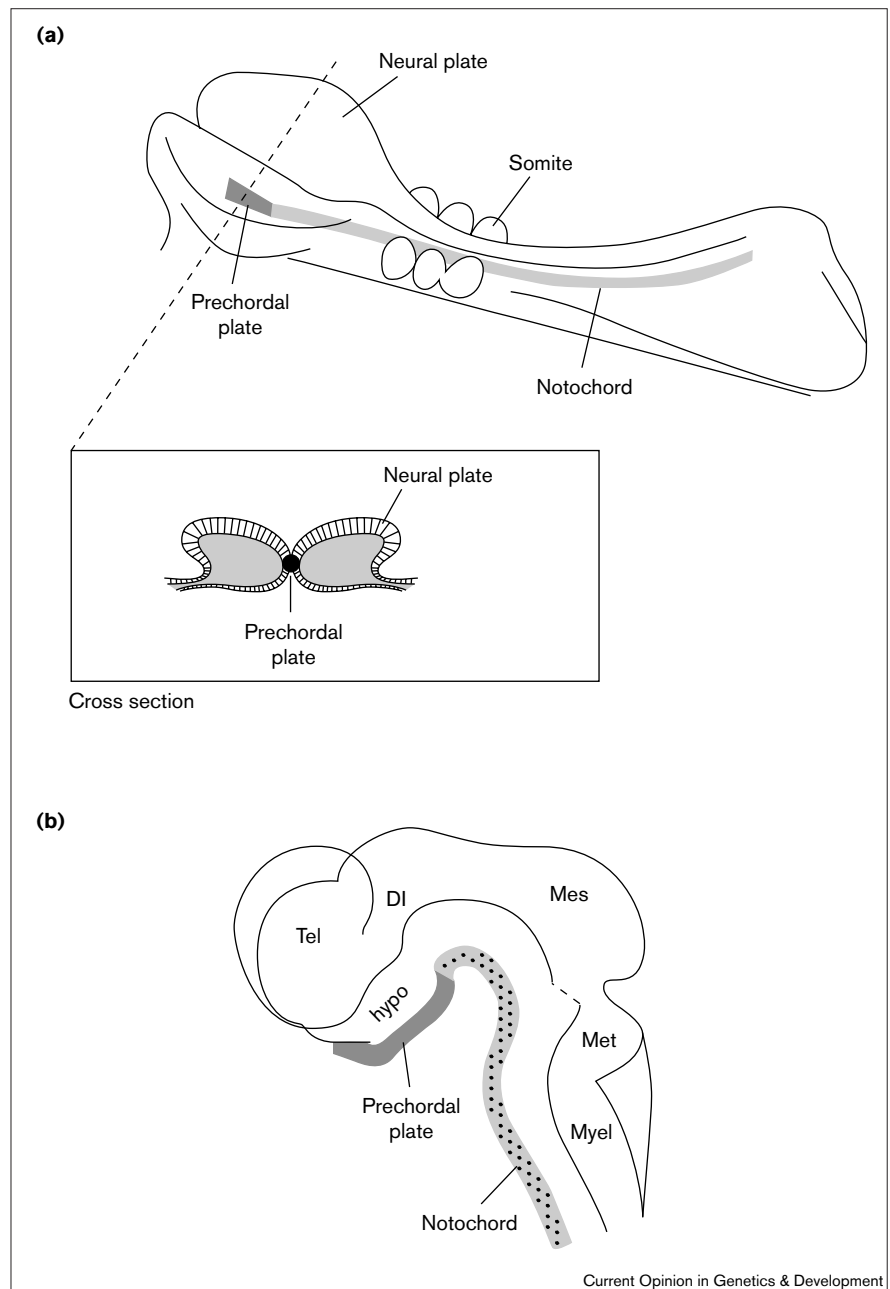 (a)
Neural plate
Somite
Prechordal
plate
Notochord
Neural plate
Prechordal
plate
Cross section
(b)
DI
Mes
Tel
hypo
Met
Prechordal
plate
Myel
Notochord
Current Opinion in Genetics & Development